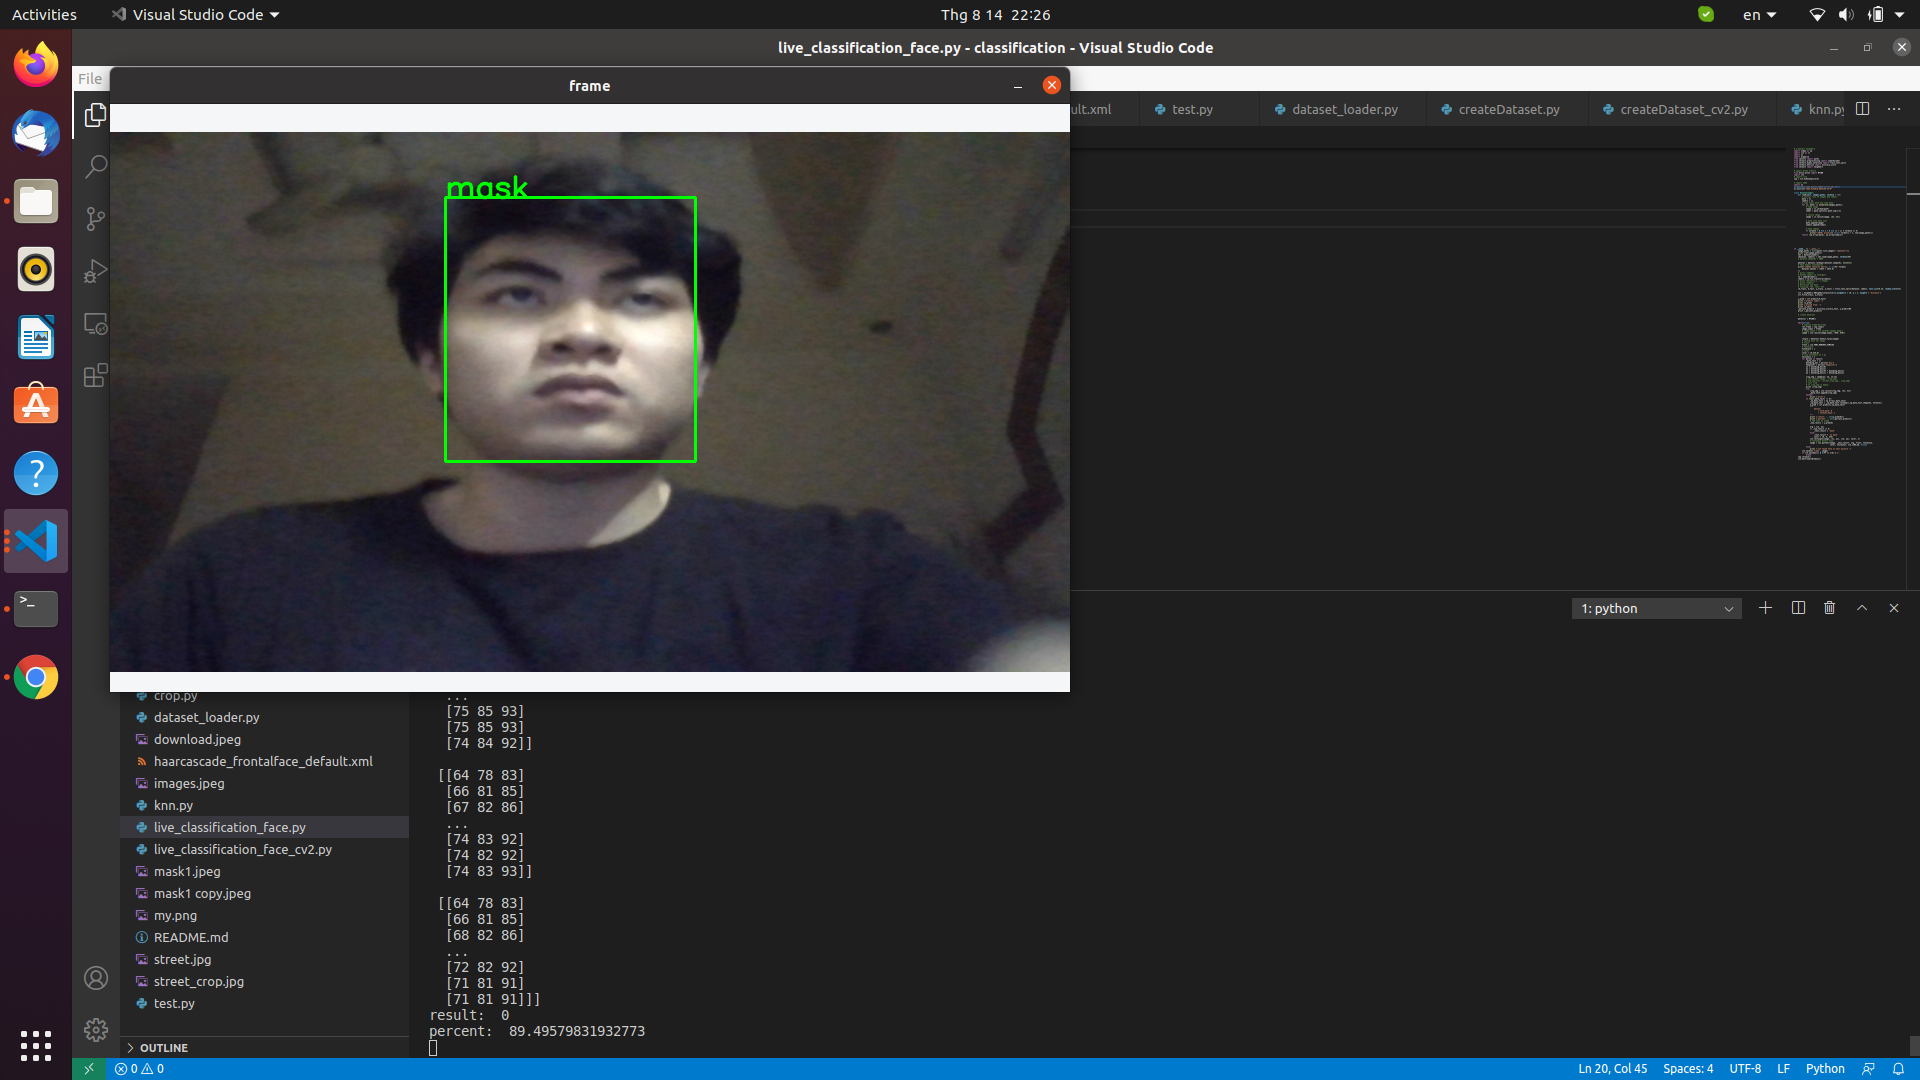 Activities
Visual Studio Code
Thg 8 14 22:26
en
live_classification_face.py - classification - Visual Studio Code
File
frame
ult.xml
test.py
dataset_loader.py
createDataset.py
createDataset_cv2.py
knn.py
mask
1: python
crop.py
dataset_loader.py
download.jpeg
haarcascade_frontalface_default.xml
images.jpeg
knn.py
live_classification_face.py
live_classification_face_cv2.py
mask1.jpeg
mask1 copy.jpeg
my.png
README.md
street.jpg
street_crop.jpg
test.py
OUTLINE
...
[75 85 93]
[75 85 93]
[74 84 92]]
[[64 78 83]
[66 81 85]
[67 82 86]
...
[74 83 92]
[74 82 92]
[74 83 93]]
[[64 78 83]
[66 81 85]
[68 82 86]
...
[72 82 92]
[71 81 91]
[71 81 91]]]
result: 0
percent: 89.49579831932773
0 0
Ln 20, Col 45
Spaces: 4
UTF-8
LF
Python